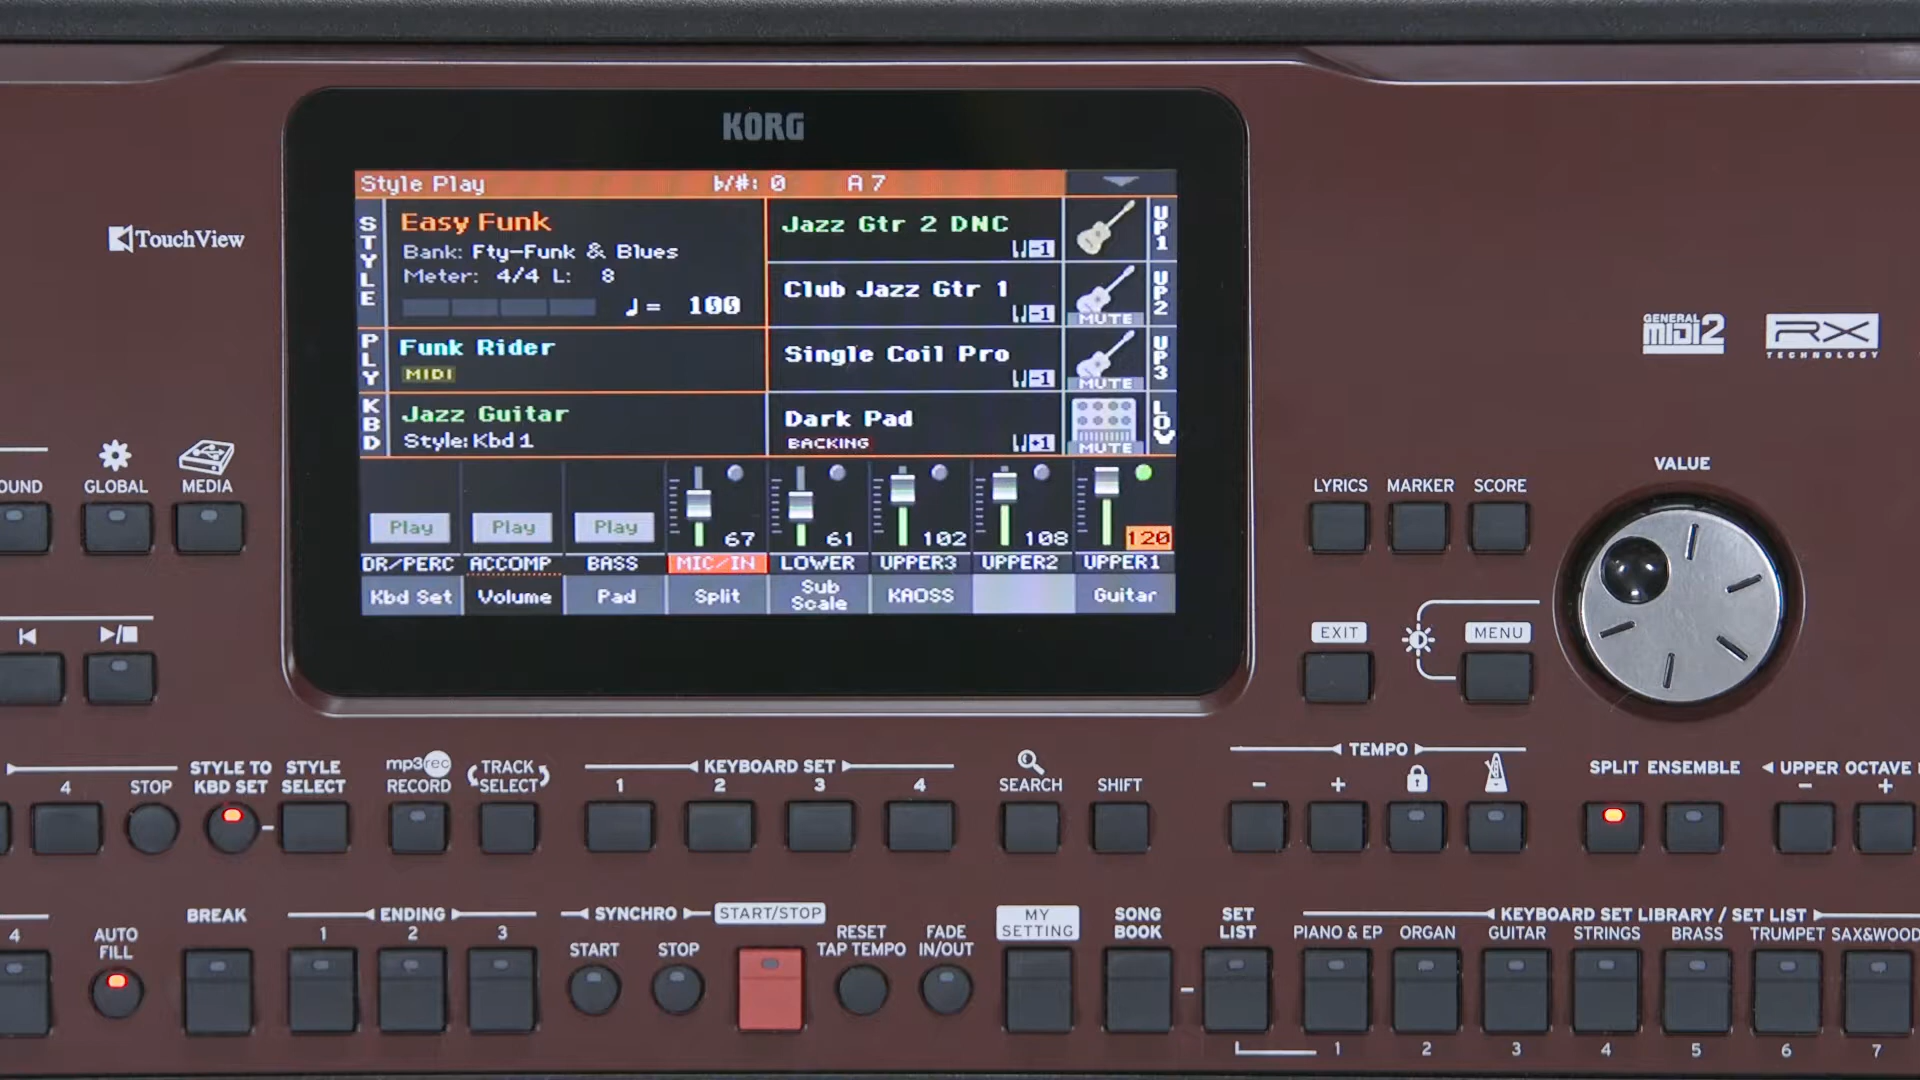 KORG
TouchView
Style Play ♭/#: 0 A 7
STYLE
Easy Funk
Bank: Fty-Funk & Blues
Meter: 4/4 L: 8
♩= 100
PLY
Funk Rider
MIDI
KBD
Jazz Guitar
Style: Kbd 1
Jazz Gtr 2 DNC
-1
UP1
Club Jazz Gtr 1
-1
MUTE
UP2
Single Coil Pro
-1
MUTE
UP3
Dark Pad
BACKING
+1
MUTE
LOW
Play Play Play 67 61 102 108 120
DR/PERC ACCOMP BASS MIC/IN LOWER UPPER3 UPPER2 UPPER1
Kbd Set Volume Pad Split Sub Scale KAOSS Guitar
GENERAL MIDI2
RX
TECHNOLOGY
OUND GLOBAL MEDIA
LYRICS MARKER SCORE
VALUE
EXIT MENU
4 STOP
STYLE TO KBD SET
STYLE SELECT
mp3rec
RECORD
TRACK SELECT
KEYBOARD SET
1 2 3 4
SEARCH SHIFT
TEMPO
- +
SPLIT ENSEMBLE
UPPER OCTAVE
- +
4
AUTO FILL
BREAK
ENDING
1 2 3
SYNCHRO
START STOP
START/STOP
RESET
TAP TEMPO
FADE IN/OUT
MY SETTING
SONG BOOK
SET LIST
KEYBOARD SET LIBRARY / SET LIST
PIANO & EP ORGAN GUITAR STRINGS BRASS TRUMPET SAX&WOOD
1 2 3 4 5 6 7